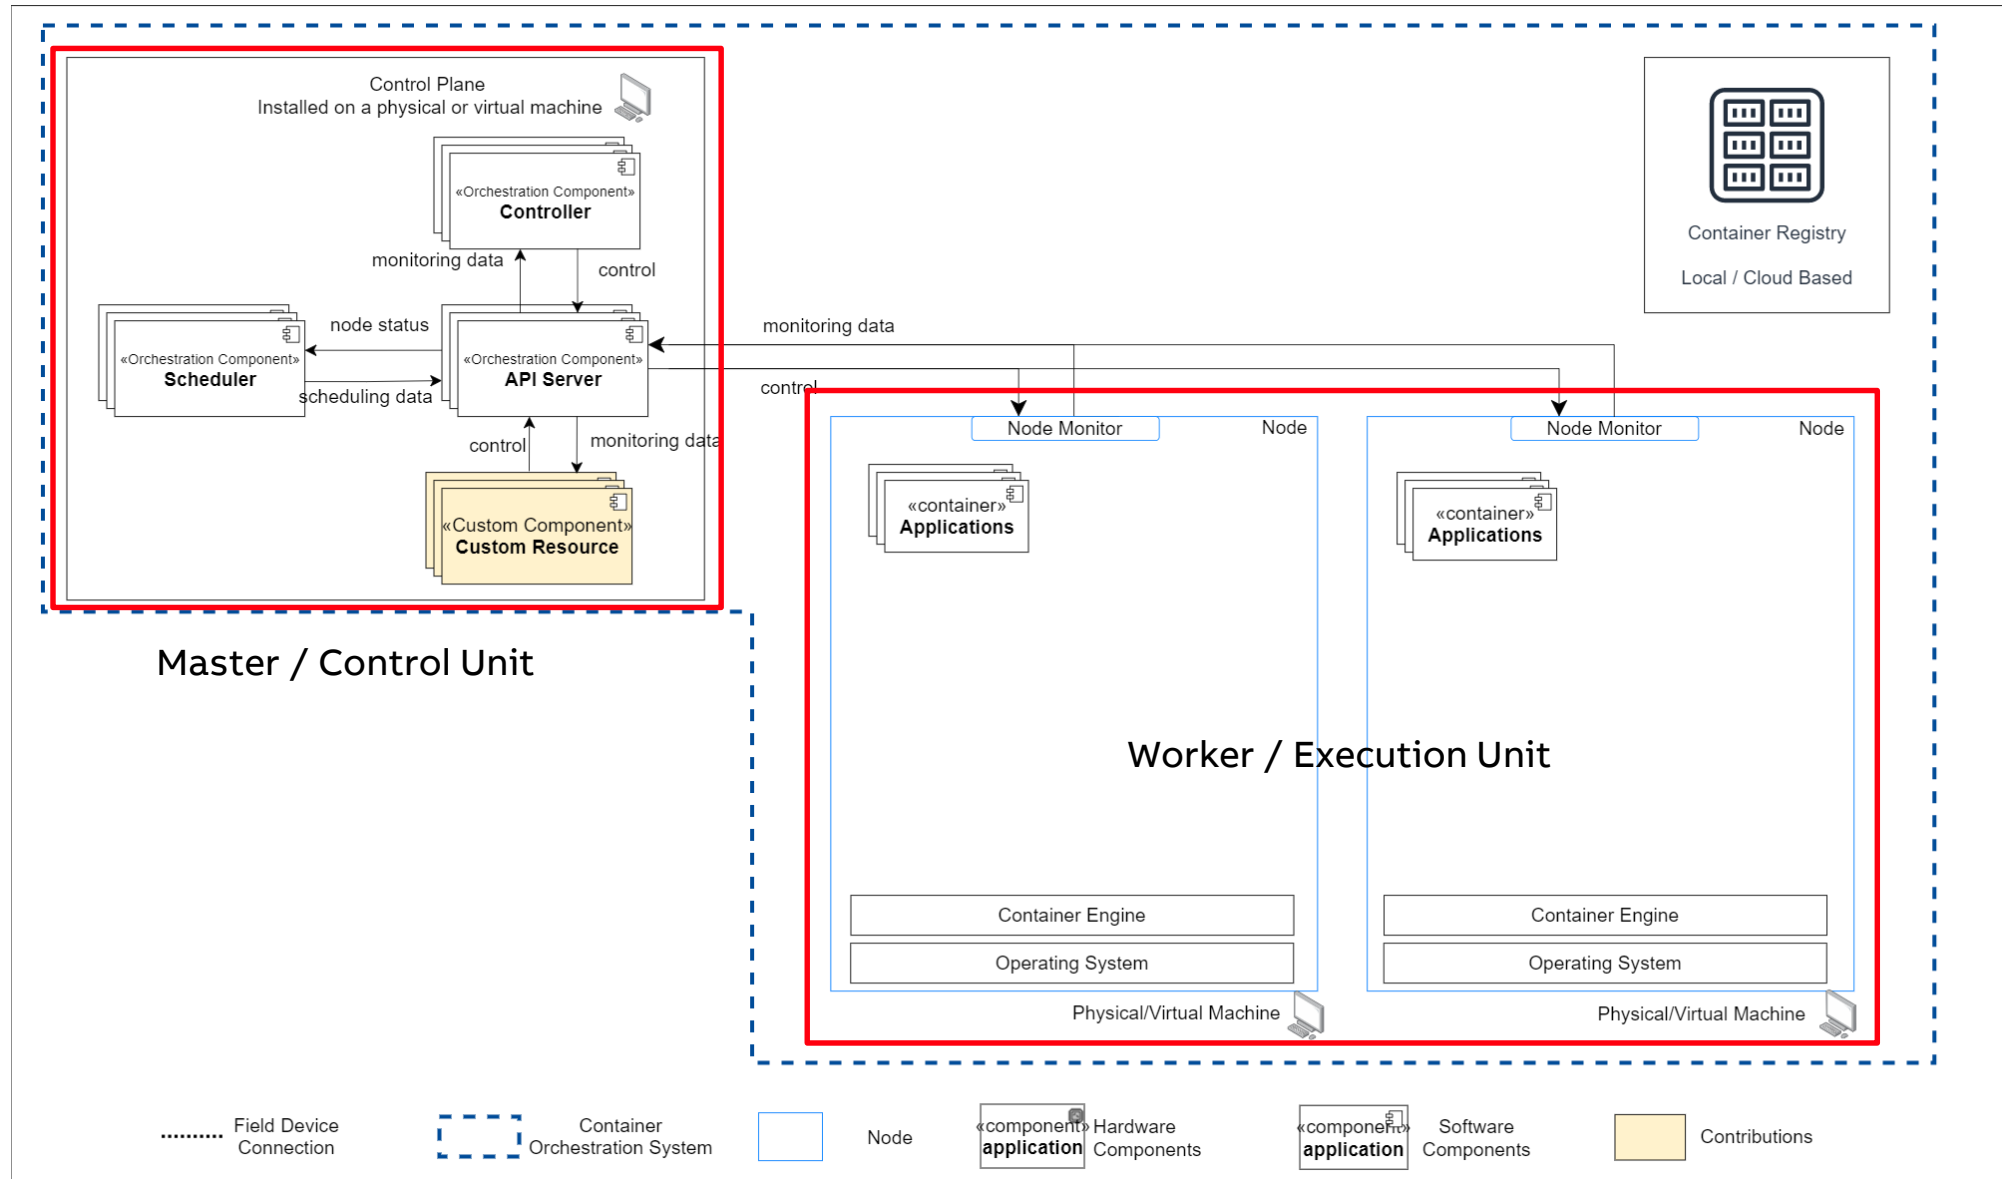 Control Plane
Installed on a physical or virtual machine
«Orchestration Component»
Controller
monitoring data
control
node status
«Orchestration Component»
Scheduler
scheduling data
«Orchestration Component»
API Server
control
monitoring data
«Custom Component»
Custom Resource
Master / Control Unit
monitoring data
control
Container Registry
Local / Cloud Based
Node Monitor
Node
«container»
Applications
Container Engine
Operating System
Physical/Virtual Machine
Node Monitor
Node
«container»
Applications
Container Engine
Operating System
Physical/Virtual Machine
Worker / Execution Unit
Field Device
Connection
Container
Orchestration System
Node
«component»
application
Hardware
Components
«component»
application
Software
Components
Contributions